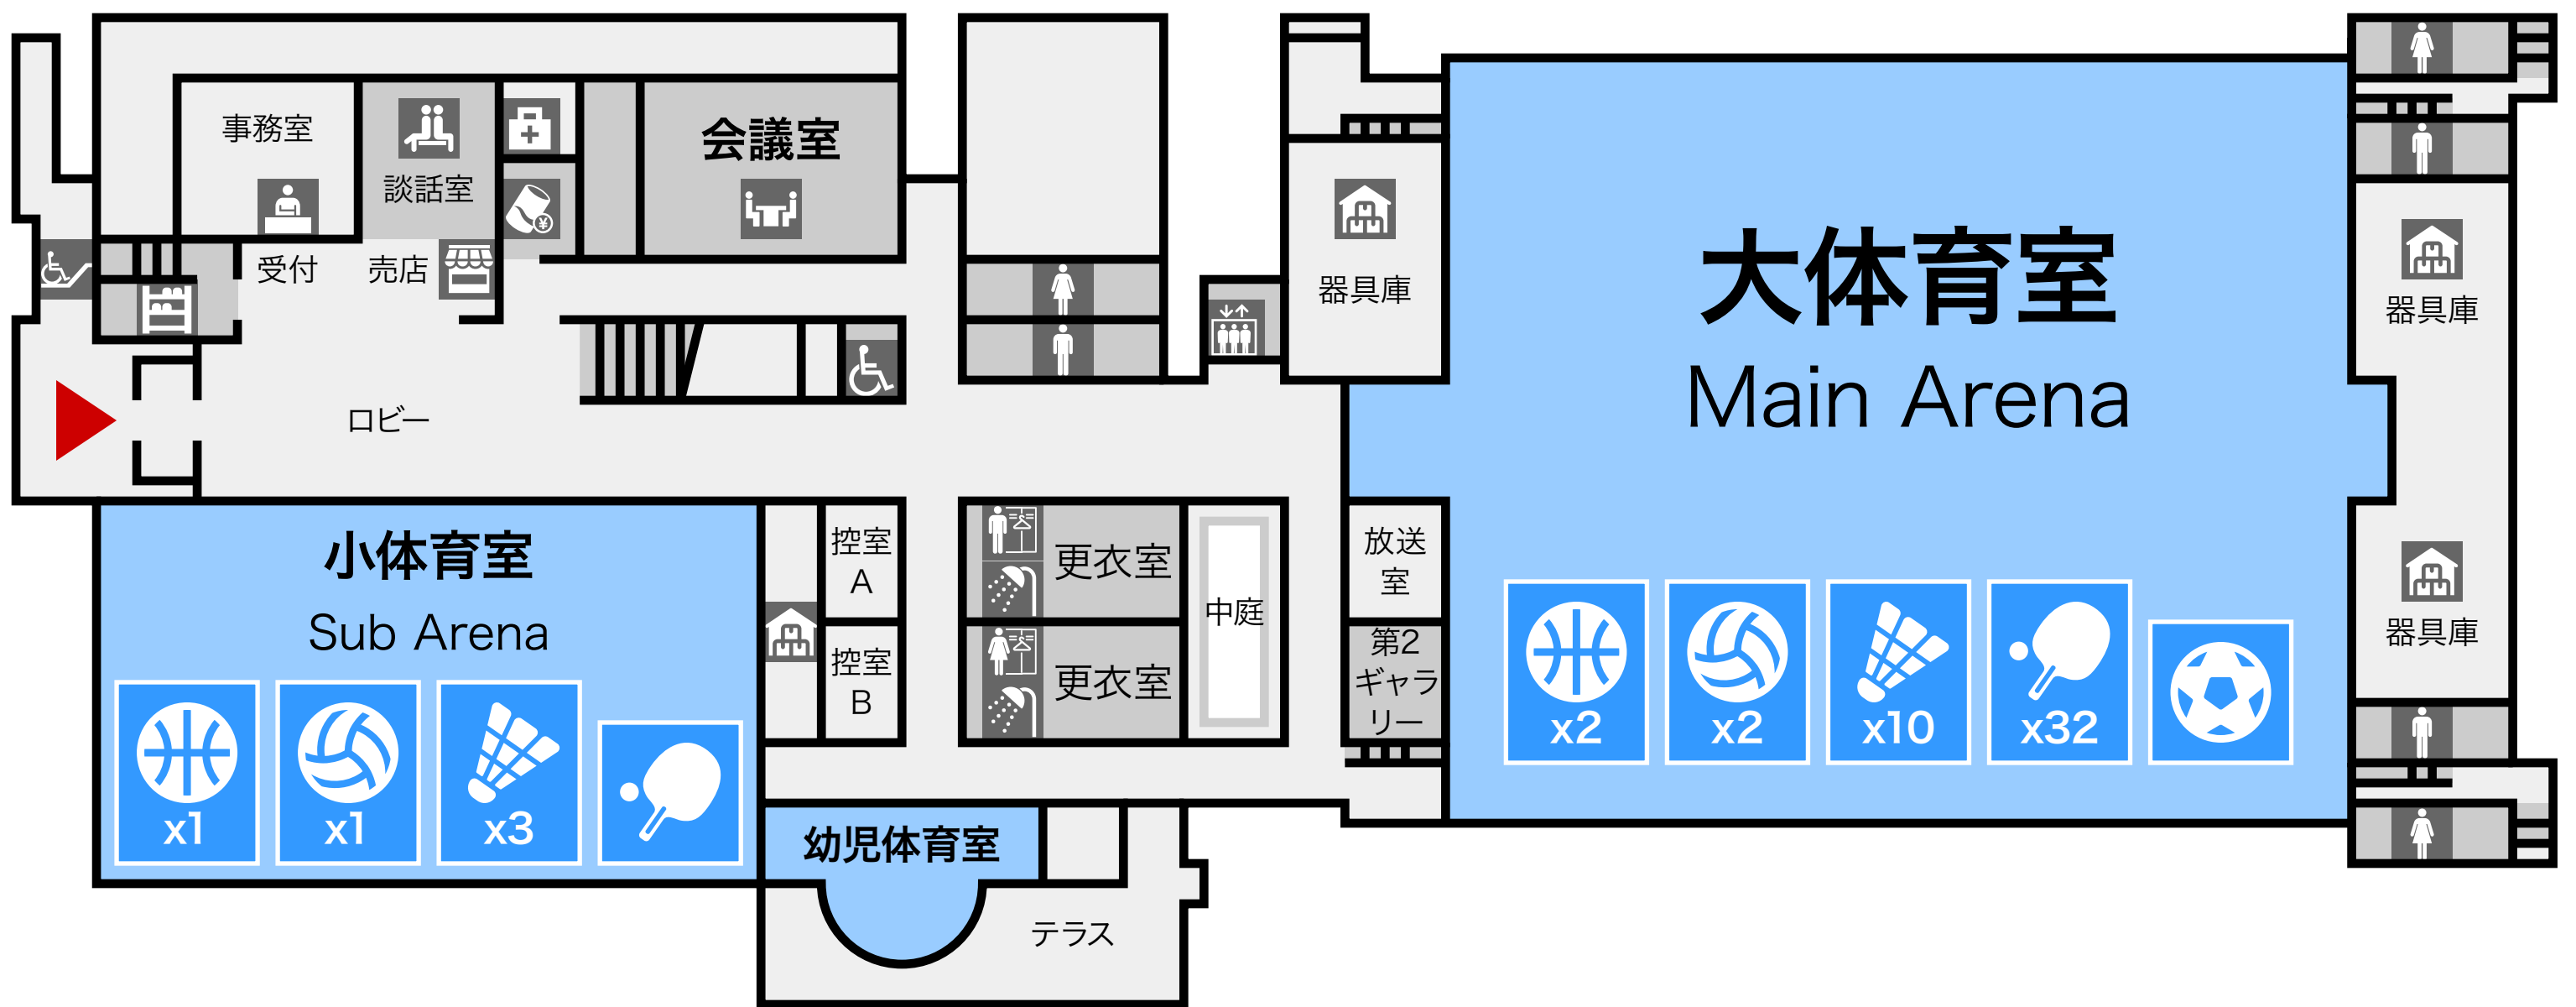 事務室
談話室
会議室
受付
売店
¥
ロビー
器具庫
大体育室
Main Arena
器具庫
器具庫
小体育室
Sub Arena
x1
x1
x3
控室
A
控室
B
更衣室
更衣室
中庭
放送
室
第2
ギャラ
リー
x2
x2
x10
x32
幼児体育室
テラス